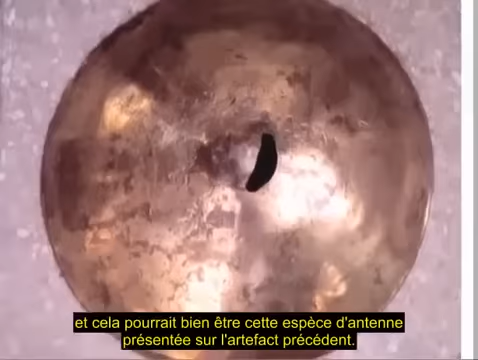 et cela pourrait bien être cette espèce d'antenne
présentée sur l'artefact précédent.